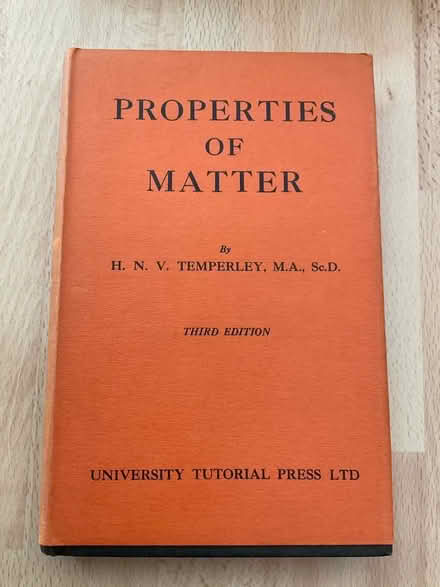 PROPERTIES
OF
MATTER
By
H. N. V. TEMPERLEY, M.A., Sc.D.
THIRD EDITION
UNIVERSITY TUTORIAL PRESS LTD